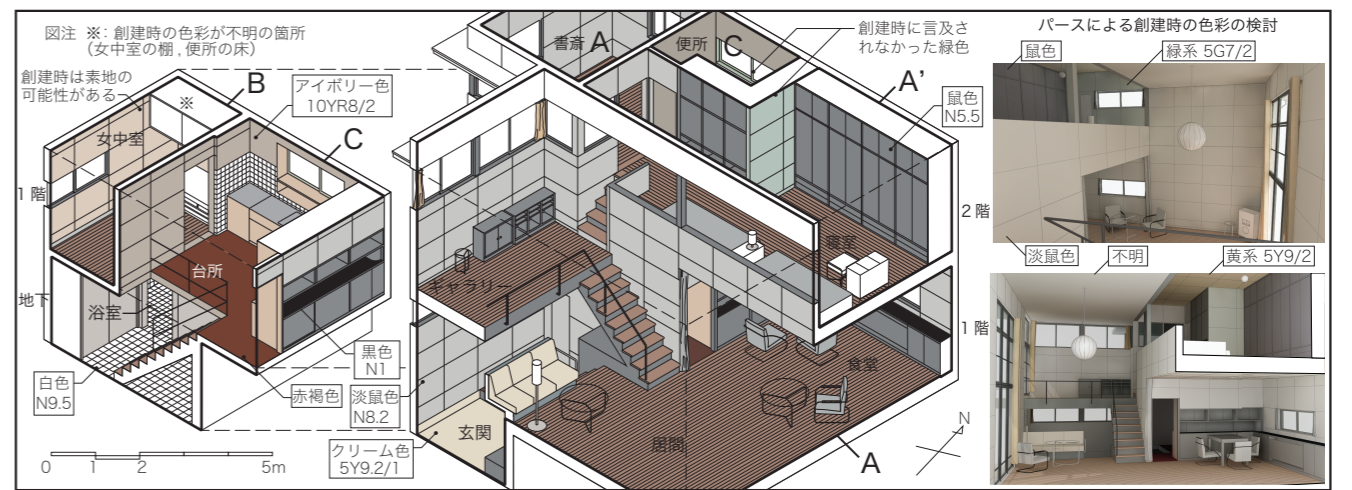 図注 ※: 創建時の色彩が不明の箇所
(女中室の棚, 便所の床)
創建時は素地の
可能性がある
B
アイボリー色
10YR8/2
※
女中室
C
1階
台所
地下
浴室
白色
N9.5
赤褐色
黒色
N1
淡鼠色
N8.2
クリーム色
5Y9.2/1
0 1 2 5m
書斎
A
便所
C
創建時に言及さ
れなかった緑色
A'
鼠色
N5.5
2階
寝室
ギャラリー
1階
食堂
玄関
居間
A
N
パースによる創建時の色彩の検討
鼠色
緑系 5G7/2
淡鼠色
不明
黄系 5Y9/2